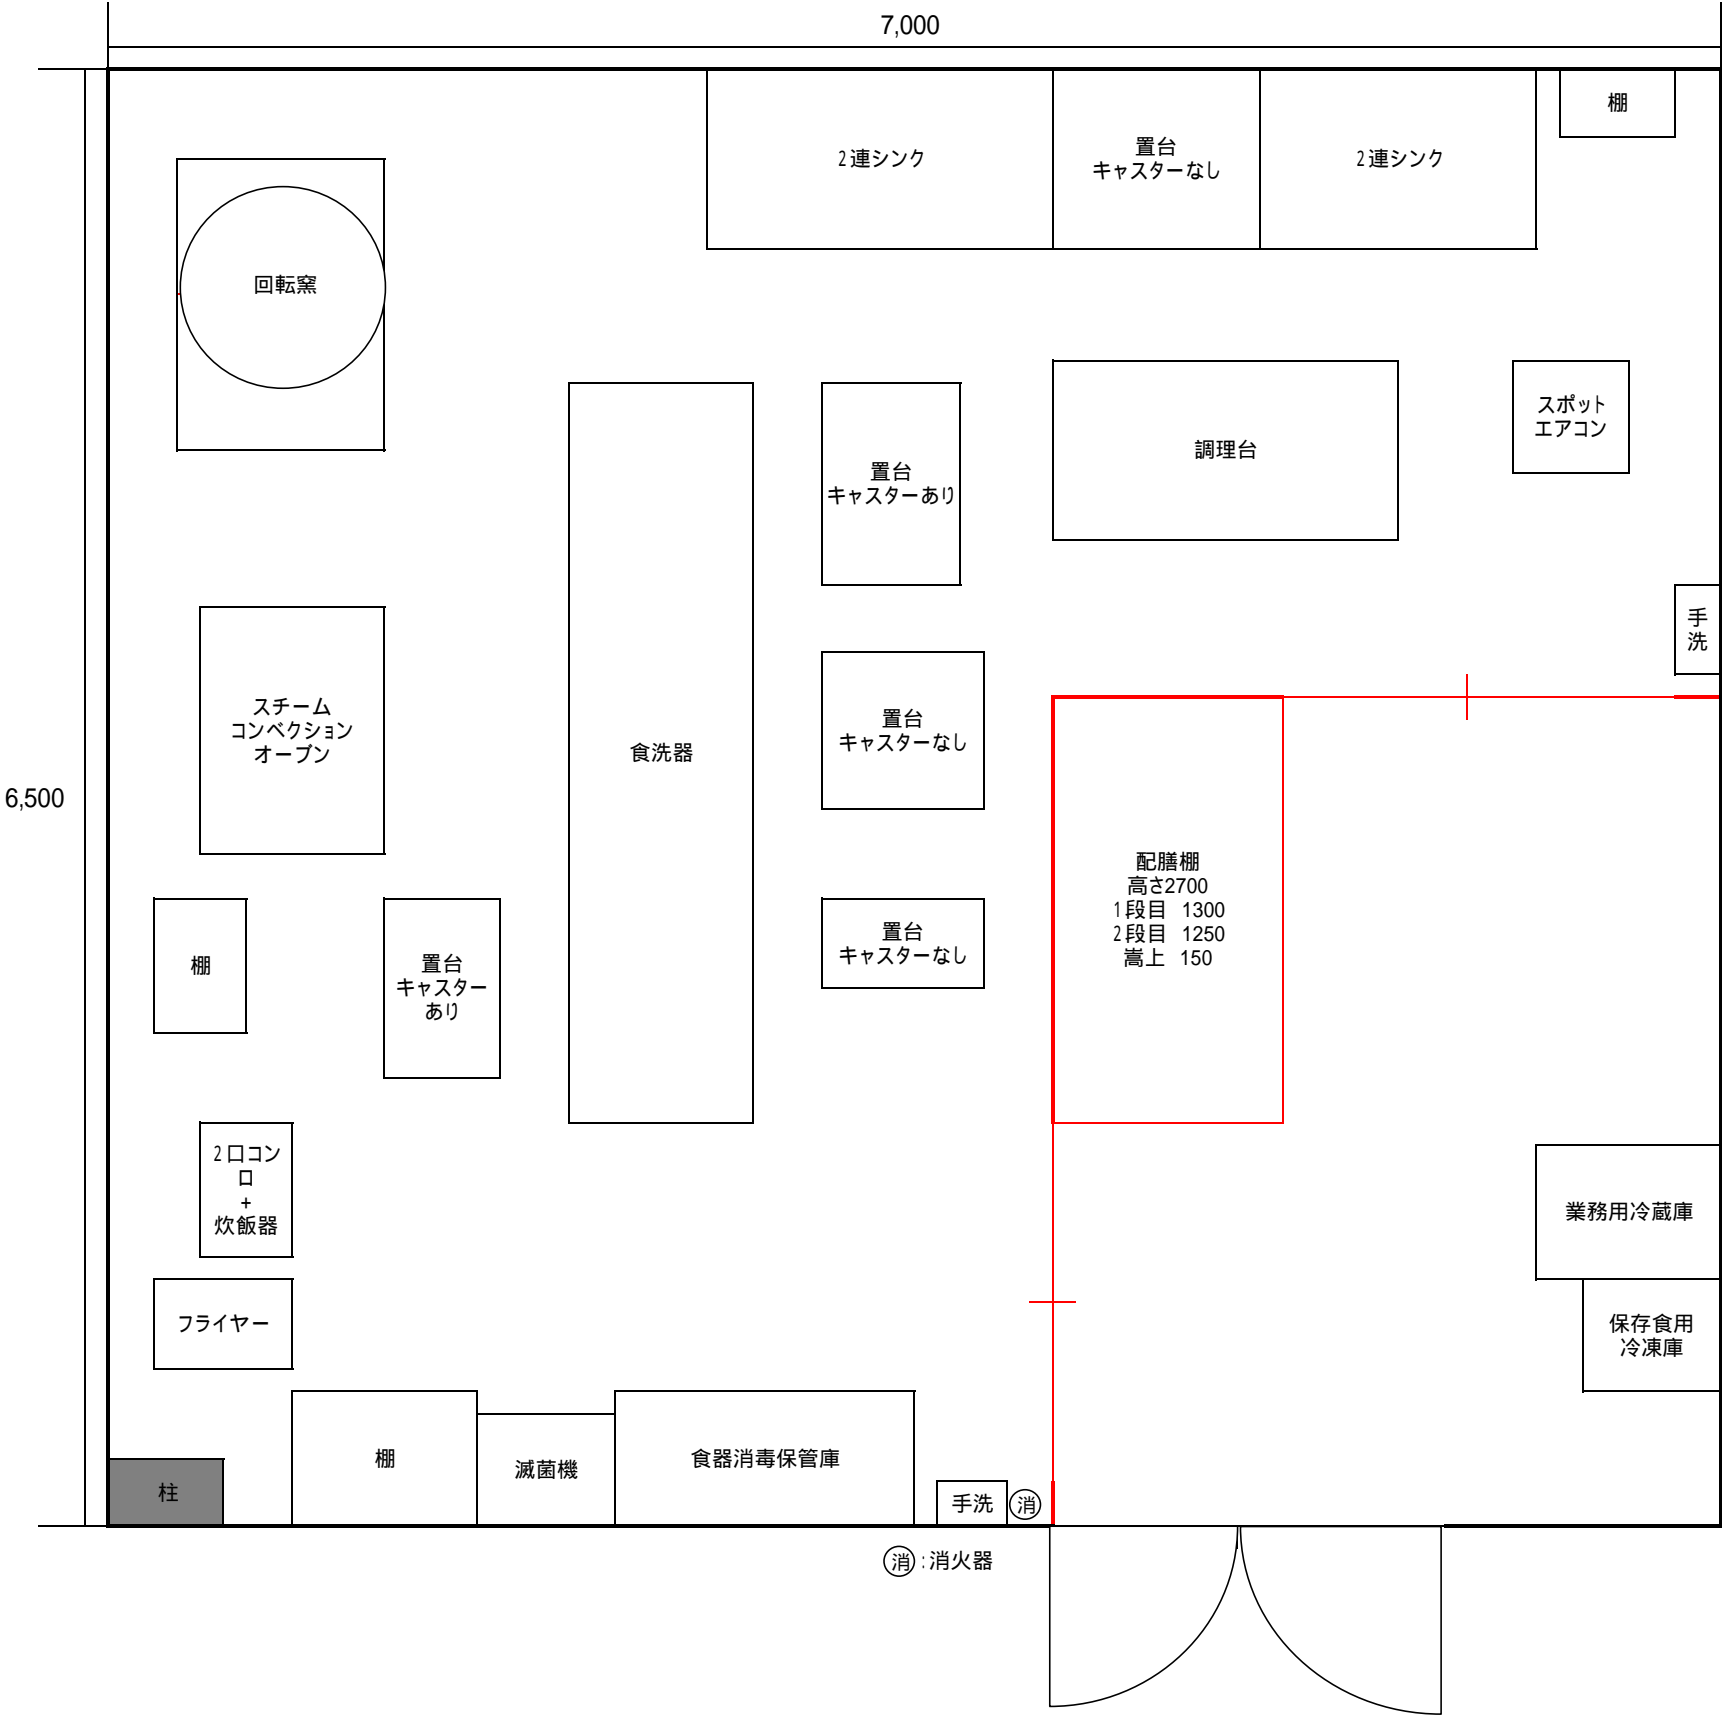 7,000
棚
2連シンク
置台
キャスターなし
2連シンク
回転窯
スポット
エアコン
調理台
置台
キャスターあり
手
洗
スチーム
コンベクション
オーブン
食洗器
置台
キャスターなし
6,500
配膳棚
高さ2700
1段目 1300
2段目 1250
嵩上 150
置台
キャスターなし
棚
置台
キャスター
あり
2口コン
ロ
+
炊飯器
業務用冷蔵庫
フライヤー
保存食用
冷凍庫
棚
滅菌機
食器消毒保管庫
柱
手洗
消
消:消火器